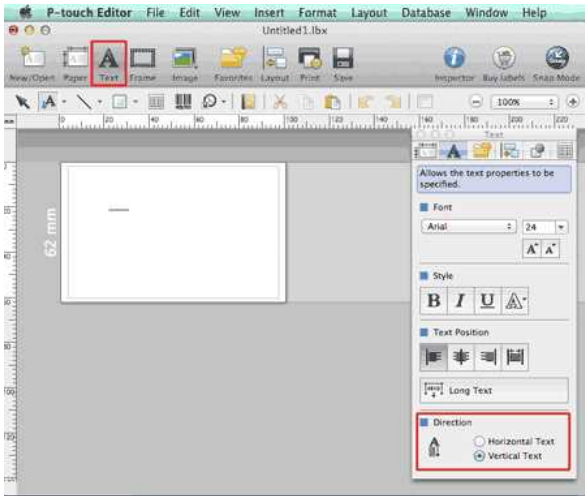 P-touch Editor File Edit View Insert Format Layout Database Window Help
Untitled1.lbx
New/Open Paper Text Frame Image Favorites Layout Print Save Inspector Buy labels Snap Mode
100%
Text
Allows the text properties to be
specified.
Font
Arial 24
A A
Style
B I U A
Text Position
Long Text
Direction
Horizontal Text
Vertical Text
62 mm